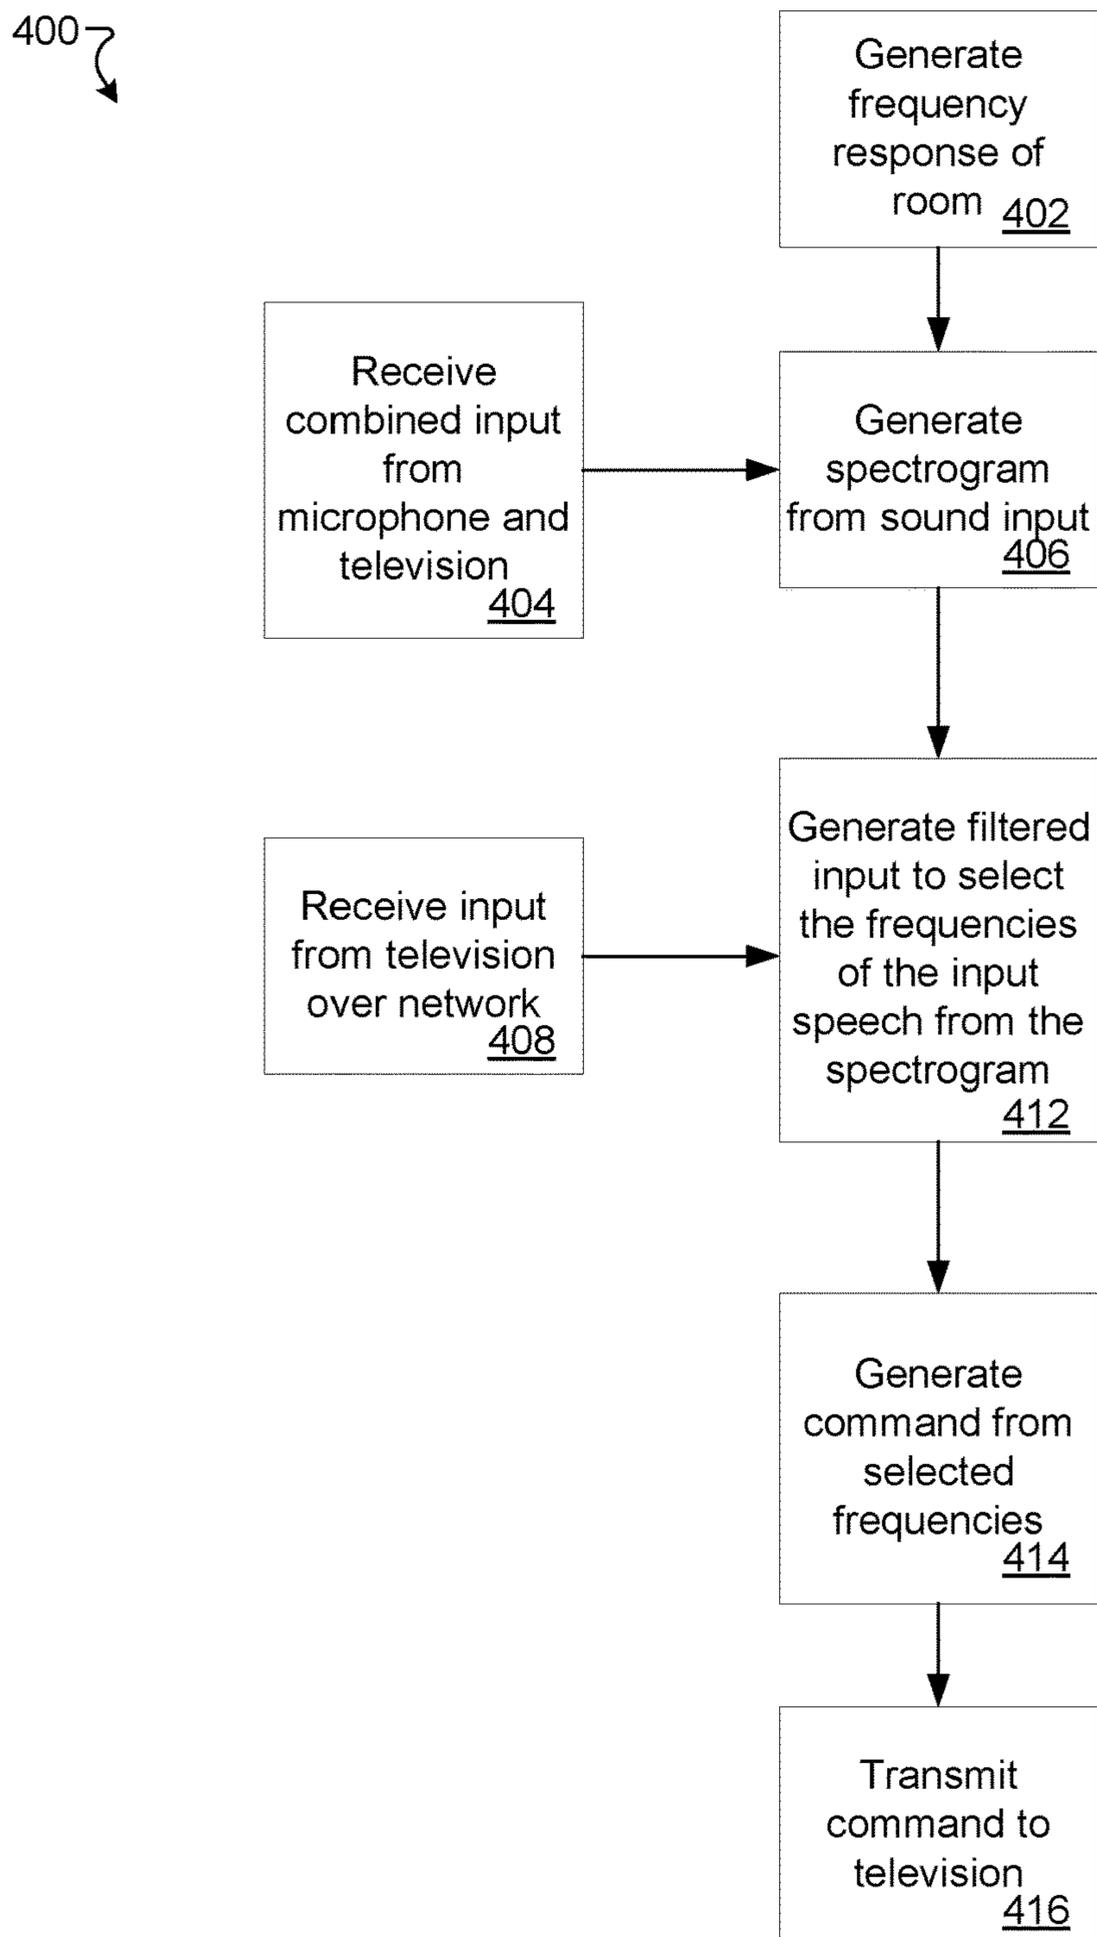 400
Generate
frequency
response of
room 402
Receive
combined input
from
microphone and
television
404
Generate
spectrogram
from sound input
406
Receive input
from television
over network
408
Generate filtered
input to select
the frequencies
of the input
speech from the
spectrogram
412
Generate
command from
selected
frequencies
414
Transmit
command to
television
416